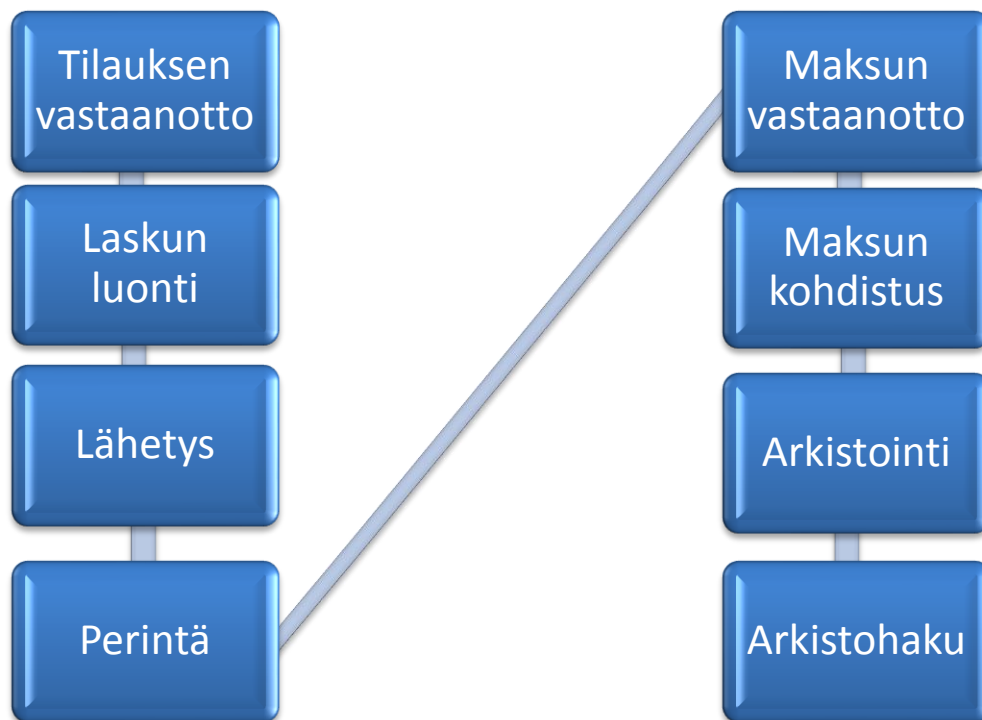 Tilauksen
vastaanotto
Laskun
luonti
Lähetys
Perintä
Maksun
vastaanotto
Maksun
kohdistus
Arkistointi
Arkistohaku